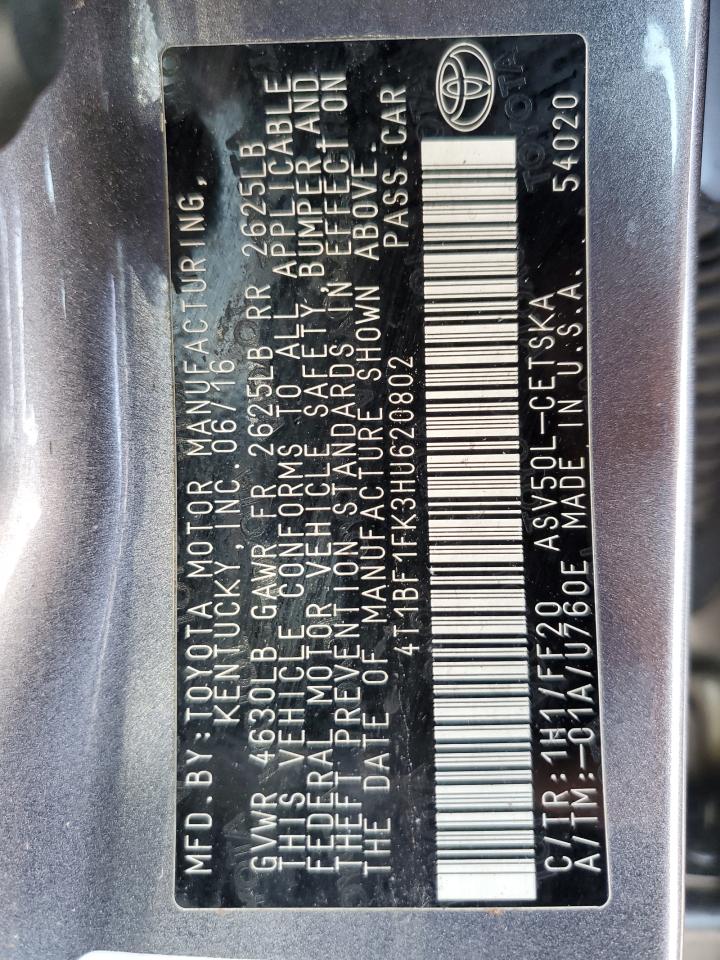 MFD.BY:TOYOTA MOTOR MANUFACTURING,
KENTUCKY, INC. 06/16
GVWR 4630LB GAWR FR 2625LB RR 2625LB
THIS VEHICLE CONFORMS TO ALL APPLICABLE
FEDERAL MOTOR VEHICLE SAFETY, BUMPER, AND
THEFT PREVENTION STANDARDS IN EFFECT ON
THE DATE OF MANUFACTURE SHOWN ABOVE.
4T1BF1FK3HU620802 PASS.CAR
C/TR:1H1/FF20 ASV50L-CETSKA 54020
A/TM:-01A/U760E MADE IN U.S.A.
TOYOTA